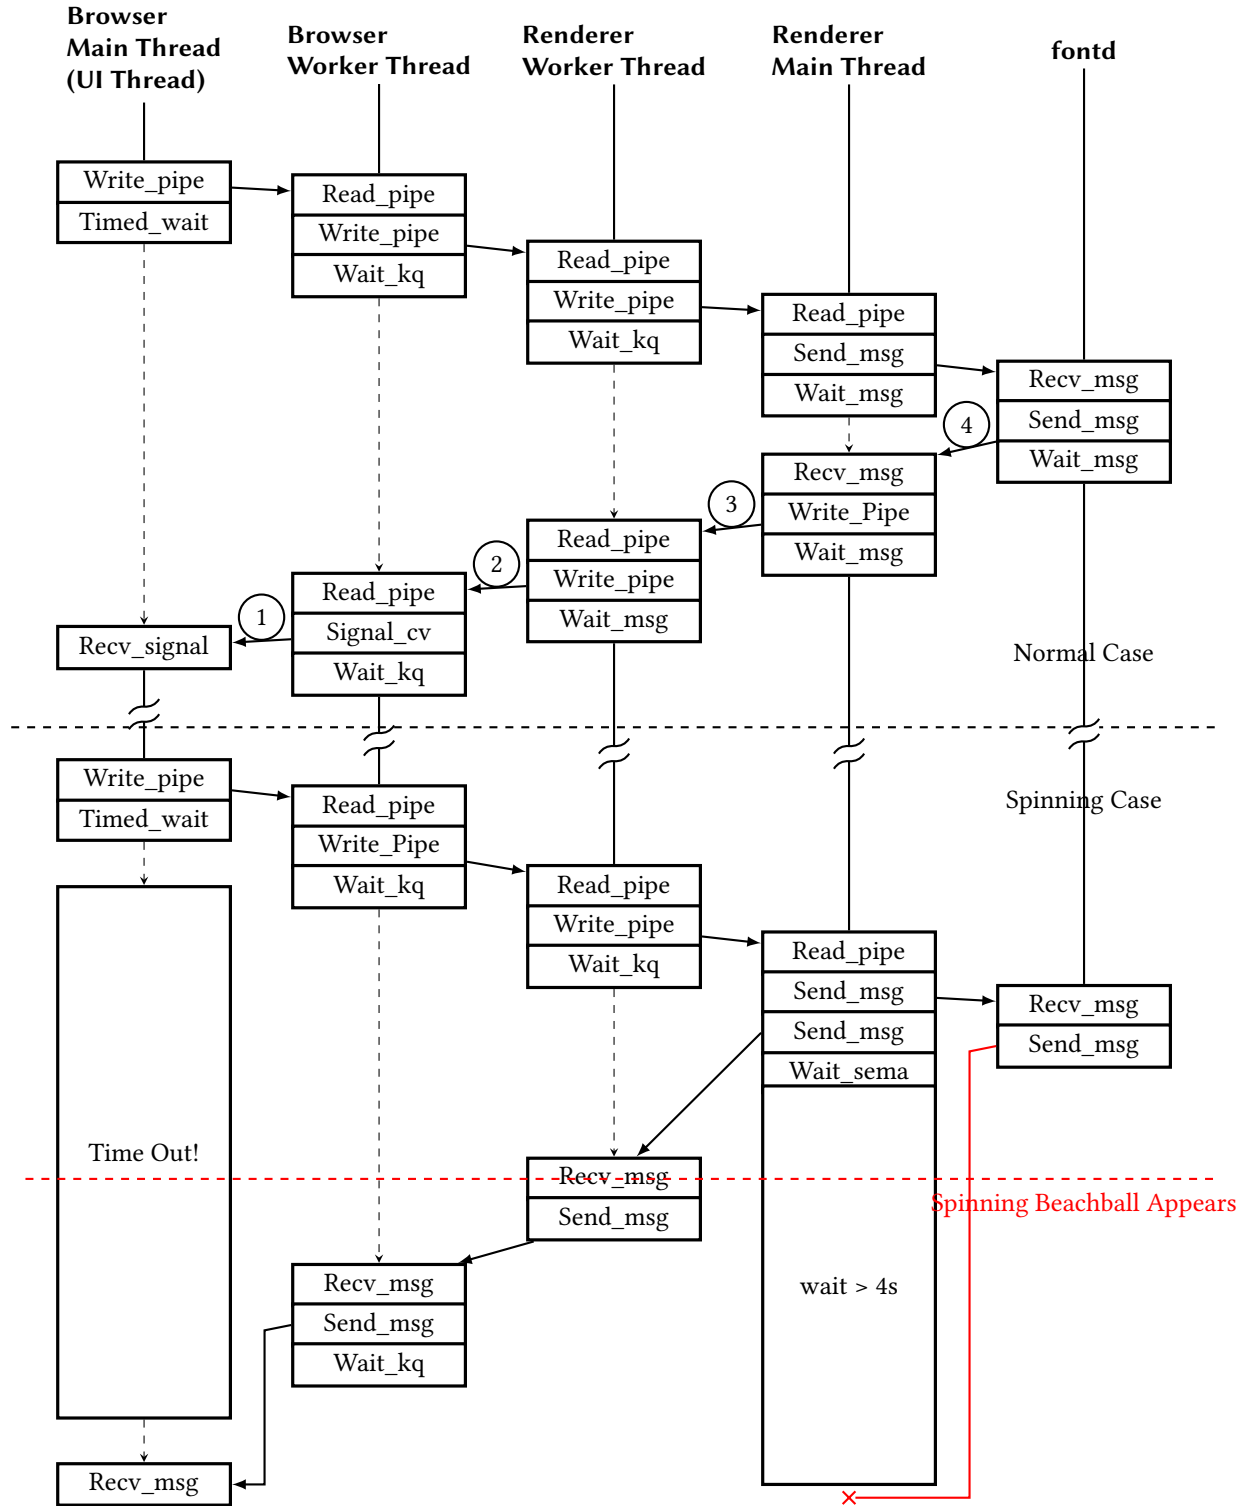 Browser
Main Thread
(UI Thread)
Browser
Worker Thread
Renderer
Worker Thread
Renderer
Main Thread
fontd
Write_pipe
Timed_wait
Read_pipe
Write_pipe
Wait_kq
Read_pipe
Write_pipe
Wait_kq
Read_pipe
Send_msg
Wait_msg
Recv_msg
Send_msg
Wait_msg
4
Recv_msg
Write_Pipe
Wait_msg
3
Read_pipe
Write_pipe
Wait_msg
2
Read_pipe
Signal_cv
Wait_kq
1
Recv_signal
Normal Case
Spinning Case
Write_pipe
Timed_wait
Read_pipe
Write_Pipe
Wait_kq
Read_pipe
Write_pipe
Wait_kq
Read_pipe
Send_msg
Send_msg
Wait_sema
Recv_msg
Send_msg
Time Out!
Recv_msg
Send_msg
Spinning Beachball Appears
wait > 4s
Recv_msg
Send_msg
Wait_kq
Recv_msg